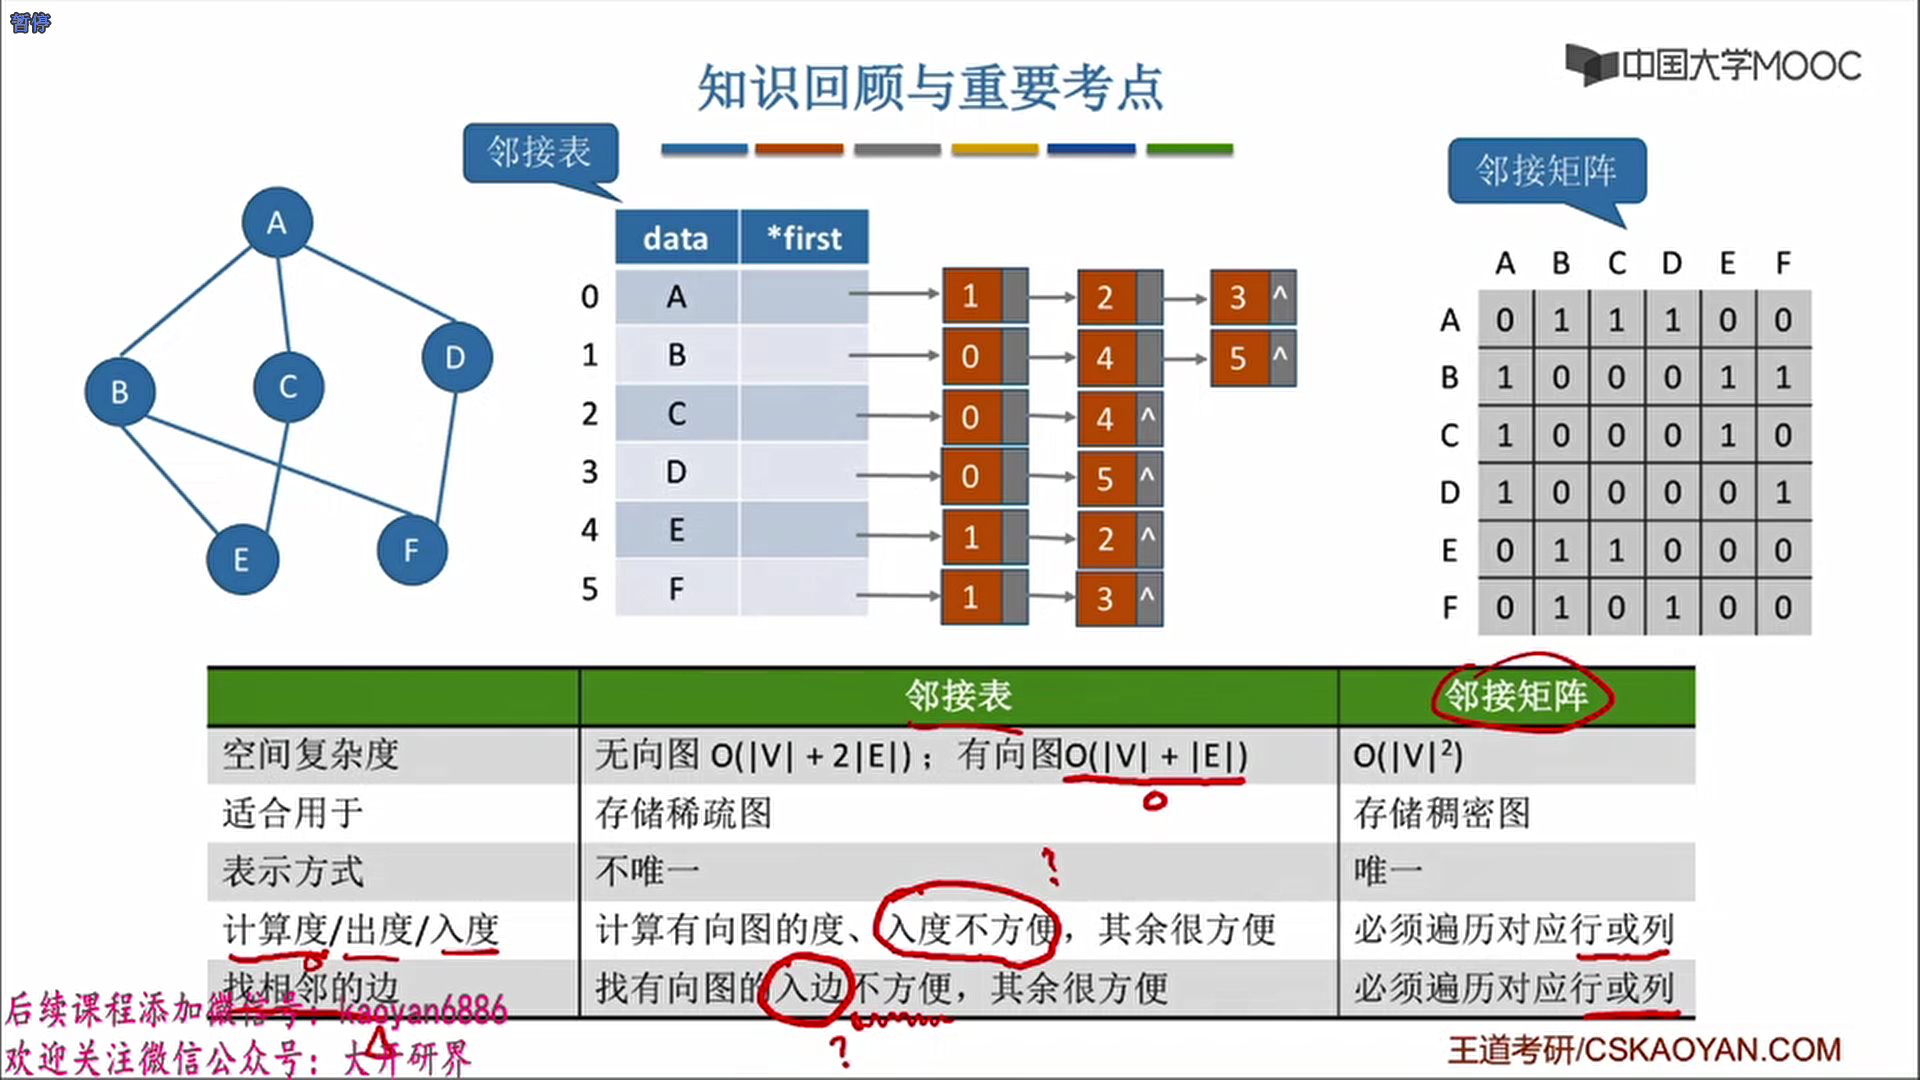 暂停
中国大学MOOC
知识回顾与重要考点
邻接表
邻接矩阵
A
B
C
D
E
F
data *first
0 A 1 2 3 ^
1 B 0 4 5 ^
2 C 0 4 ^
3 D 0 5 ^
4 E 1 2 ^
5 F 1 3 ^
A B C D E F
A 0 1 1 1 0 0
B 1 0 0 0 1 1
C 1 0 0 0 1 0
D 1 0 0 0 0 1
E 0 1 1 0 0 0
F 0 1 0 1 0 0
邻接表 邻接矩阵
空间复杂度 无向图 O(|V| + 2|E|)；有向图O(|V| + |E|) O(|V|²)
适合用于 存储稀疏图 存储稠密图
表示方式 不唯一 唯一
?
计算度/出度/入度 计算有向图的度、入度不方便，其余很方便 必须遍历对应行或列
找相邻的边 找有向图的入边不方便，其余很方便 必须遍历对应行或列
?
后续课程添加微信号：kaoyan6886
欢迎关注微信公众号：大开研界
王道考研/CSKAOYAN.COM